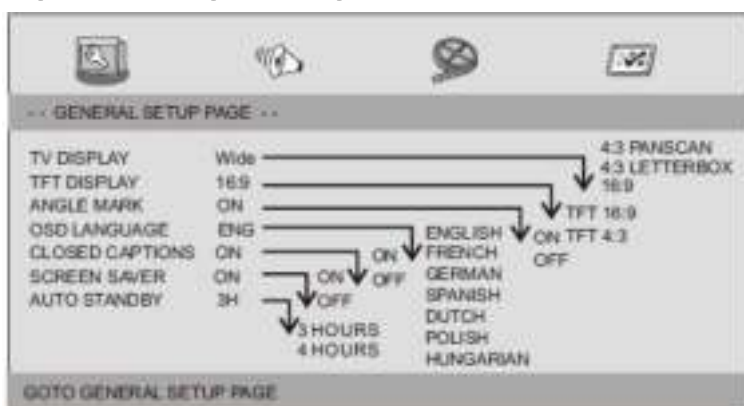 - - GENERAL SETUP PAGE - -
TV DISPLAY Wide
4:3 PANSCAN
4:3 LETTERBOX
16:9
TFT DISPLAY 16:9
TFT 16:9
TFT 4:3
ANGLE MARK ON
ON
OFF
OSD LANGUAGE ENG
ENGLISH
FRENCH
GERMAN
SPANISH
DUTCH
POLISH
HUNGARIAN
CLOSED CAPTIONS ON
ON
OFF
SCREEN SAVER ON
ON
OFF
AUTO STANDBY 3H
3 HOURS
4 HOURS
GOTO GENERAL SETUP PAGE